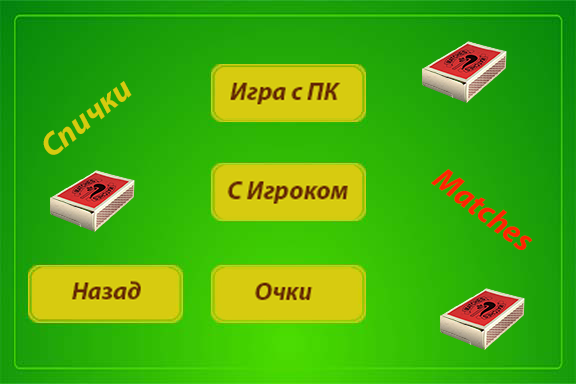 Игра с ПК
Спички
С Игроком
Matches
Назад
Очки